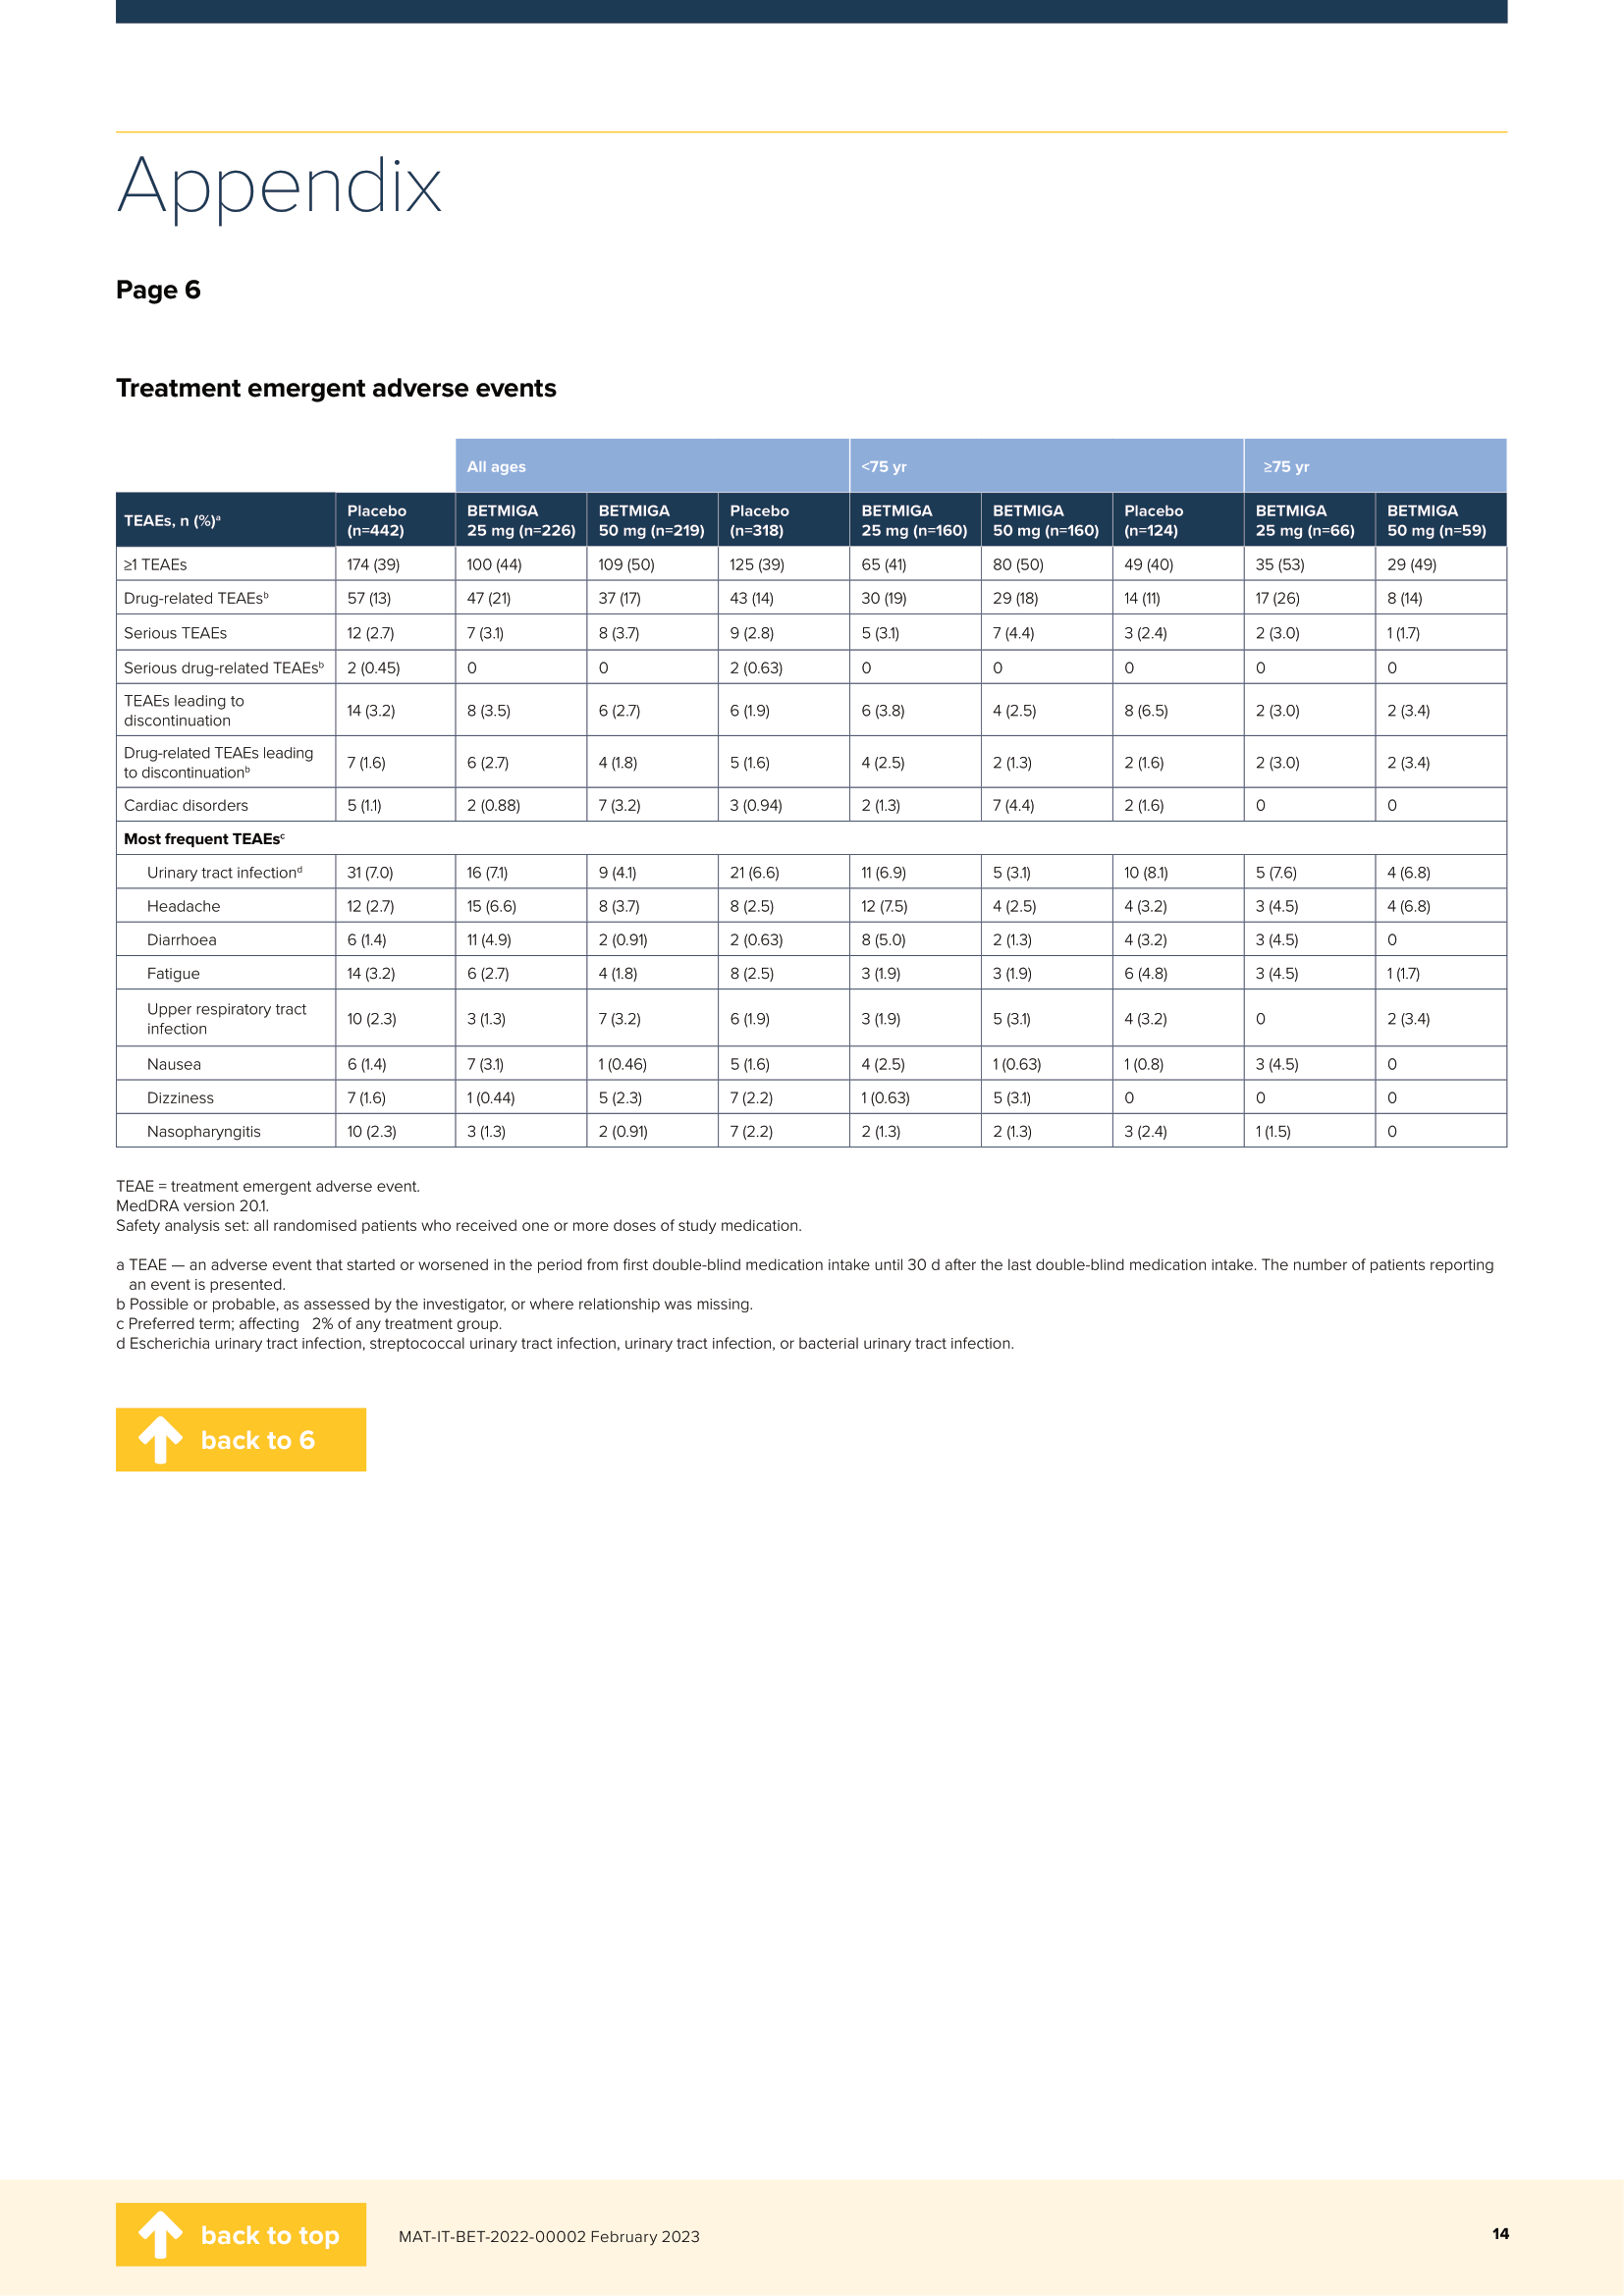 Appendix
Page 6
Treatment emergent adverse events
All ages <75 yr ≥75 yr
TEAEs, n (%)a Placebo (n=442) BETMIGA 25 mg (n=226) BETMIGA 50 mg (n=219) Placebo (n=318) BETMIGA 25 mg (n=160) BETMIGA 50 mg (n=160) Placebo (n=124) BETMIGA 25 mg (n=66) BETMIGA 50 mg (n=59)
≥1 TEAEs 174 (39) 100 (44) 109 (50) 125 (39) 65 (41) 80 (50) 49 (40) 35 (53) 29 (49)
Drug-related TEAEsb 57 (13) 47 (21) 37 (17) 43 (14) 30 (19) 29 (18) 14 (11) 17 (26) 8 (14)
Serious TEAEs 12 (2.7) 7 (3.1) 8 (3.7) 9 (2.8) 5 (3.1) 7 (4.4) 3 (2.4) 2 (3.0) 1 (1.7)
Serious drug-related TEAEsb 2 (0.45) 0 0 2 (0.63) 0 0 0 0 0
TEAEs leading to discontinuation 14 (3.2) 8 (3.5) 6 (2.7) 6 (1.9) 6 (3.8) 4 (2.5) 8 (6.5) 2 (3.0) 2 (3.4)
Drug-related TEAEs leading to discontinuationb 7 (1.6) 6 (2.7) 4 (1.8) 5 (1.6) 4 (2.5) 2 (1.3) 2 (1.6) 2 (3.0) 2 (3.4)
Cardiac disorders 5 (1.1) 2 (0.88) 7 (3.2) 3 (0.94) 2 (1.3) 7 (4.4) 2 (1.6) 0 0
Most frequent TEAEsc
Urinary tract infectiond 31 (7.0) 16 (7.1) 9 (4.1) 21 (6.6) 11 (6.9) 5 (3.1) 10 (8.1) 5 (7.6) 4 (6.8)
Headache 12 (2.7) 15 (6.6) 8 (3.7) 8 (2.5) 12 (7.5) 4 (2.5) 4 (3.2) 3 (4.5) 4 (6.8)
Diarrhoea 6 (1.4) 11 (4.9) 2 (0.91) 2 (0.63) 8 (5.0) 2 (1.3) 4 (3.2) 3 (4.5) 0
Fatigue 14 (3.2) 6 (2.7) 4 (1.8) 8 (2.5) 3 (1.9) 3 (1.9) 6 (4.8) 3 (4.5) 1 (1.7)
Upper respiratory tract infection 10 (2.3) 3 (1.3) 7 (3.2) 6 (1.9) 3 (1.9) 5 (3.1) 4 (3.2) 0 2 (3.4)
Nausea 6 (1.4) 7 (3.1) 1 (0.46) 5 (1.6) 4 (2.5) 1 (0.63) 1 (0.8) 3 (4.5) 0
Dizziness 7 (1.6) 1 (0.44) 5 (2.3) 7 (2.2) 1 (0.63) 5 (3.1) 0 0 0
Nasopharyngitis 10 (2.3) 3 (1.3) 2 (0.91) 7 (2.2) 2 (1.3) 2 (1.3) 3 (2.4) 1 (1.5) 0
TEAE = treatment emergent adverse event.
MedDRA version 20.1.
Safety analysis set: all randomised patients who received one or more doses of study medication.
a TEAE — an adverse event that started or worsened in the period from first double-blind medication intake until 30 d after the last double-blind medication intake. The number of patients reporting
an event is presented.
b Possible or probable, as assessed by the investigator, or where relationship was missing.
c Preferred term; affecting 2% of any treatment group.
d Escherichia urinary tract infection, streptococcal urinary tract infection, urinary tract infection, or bacterial urinary tract infection.
back to 6
back to top MAT-IT-BET-2022-00002 February 2023 14